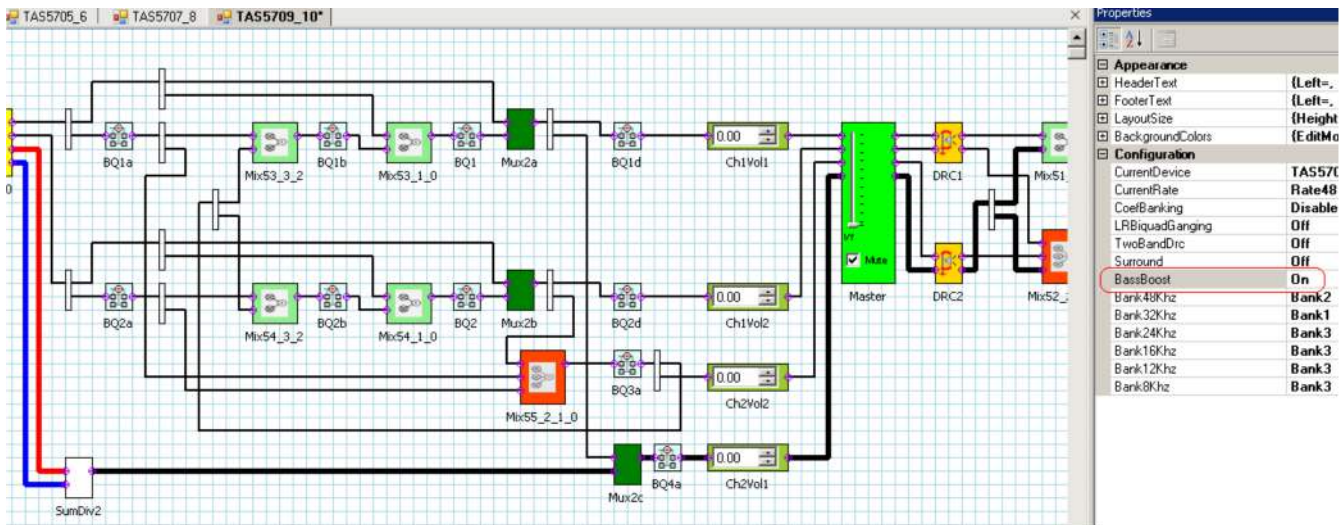 TAS5705_6 TAS5707_8 TAS5709_10*
BQ1a
Mix53_3_2
BQ1b
Mix53_1_0
BQ1
Mux2a
BQ1d
0.00
Ch1Vol1
DRC1
Mix51_
Mute
Master
BQ2a
Mix54_3_2
BQ2b
Mix54_1_0
BQ2
Mux2b
BQ2d
0.00
Ch1Vol2
DRC2
Mix52_2
Mix55_2_1_0
BQ3a
0.00
Ch2Vol2
SumDiv2
Mux2c
BQ4a
0.00
Ch2Vol1
Properties
Appearance
HeaderText {Left=,
FooterText {Left=,
LayoutSize {Height
BackgroundColors {EditMo
Configuration
CurrentDevice TAS570
CurrentRate Rate48
CoefBanking Disable
LRBiquadGanging Off
TwoBandDrc Off
Surround Off
BassBoost On
Bank48Khz Bank2
Bank32Khz Bank1
Bank24Khz Bank3
Bank16Khz Bank3
Bank12Khz Bank3
Bank8Khz Bank3